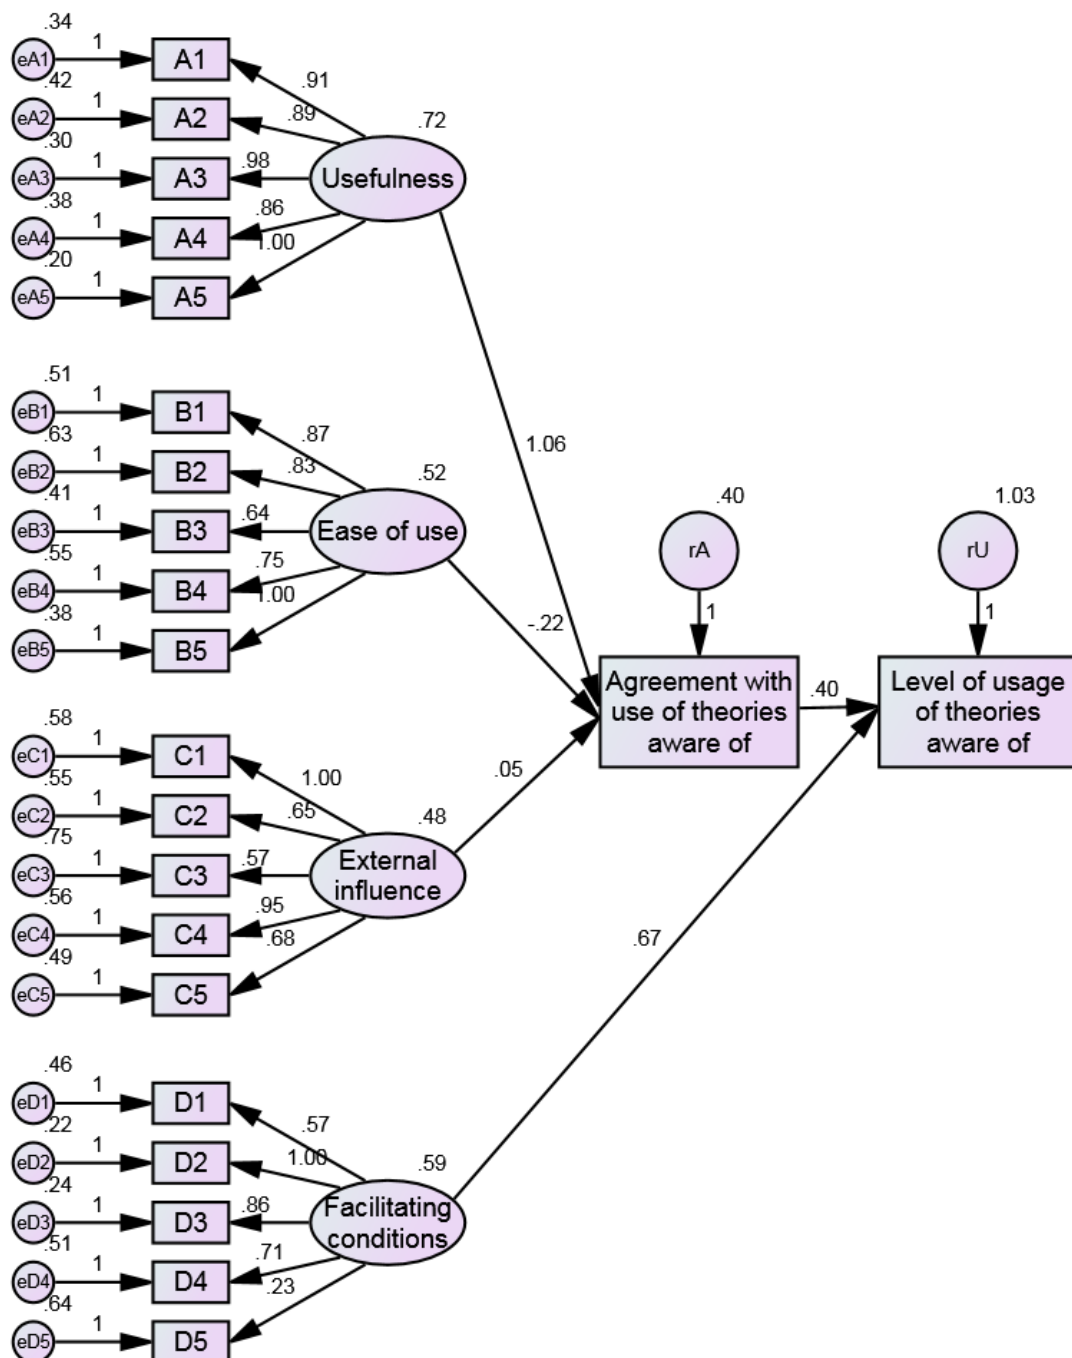 .34
eA1 1 A1
.91
.42
eA2 1 A2
.89
.72
.30
eA3 1 A3
.98
Usefulness
.38
eA4 1 A4
.86
.20
eA5 1 A5
1.00
1.06
.51
eB1 1 B1
.87
.63
eB2 1 B2
.83
.52
.41
eB3 1 B3
.64
Ease of use
.55
eB4 1 B4
.75
.38
eB5 1 B5
1.00
-.22
.40
rA
1
1.03
rU
1
Agreement with
use of theories
aware of
.40
Level of usage
of theories
aware of
.58
eC1 1 C1
1.00
.55
eC2 1 C2
.65
.48
.05
.75
eC3 1 C3
.57
External
influence
.56
eC4 1 C4
.95
.49
eC5 1 C5
.68
.67
.46
eD1 1 D1
.57
.22
eD2 1 D2
1.00
.59
.24
eD3 1 D3
.86
Facilitating
conditions
.51
eD4 1 D4
.71
.64
eD5 1 D5
.23